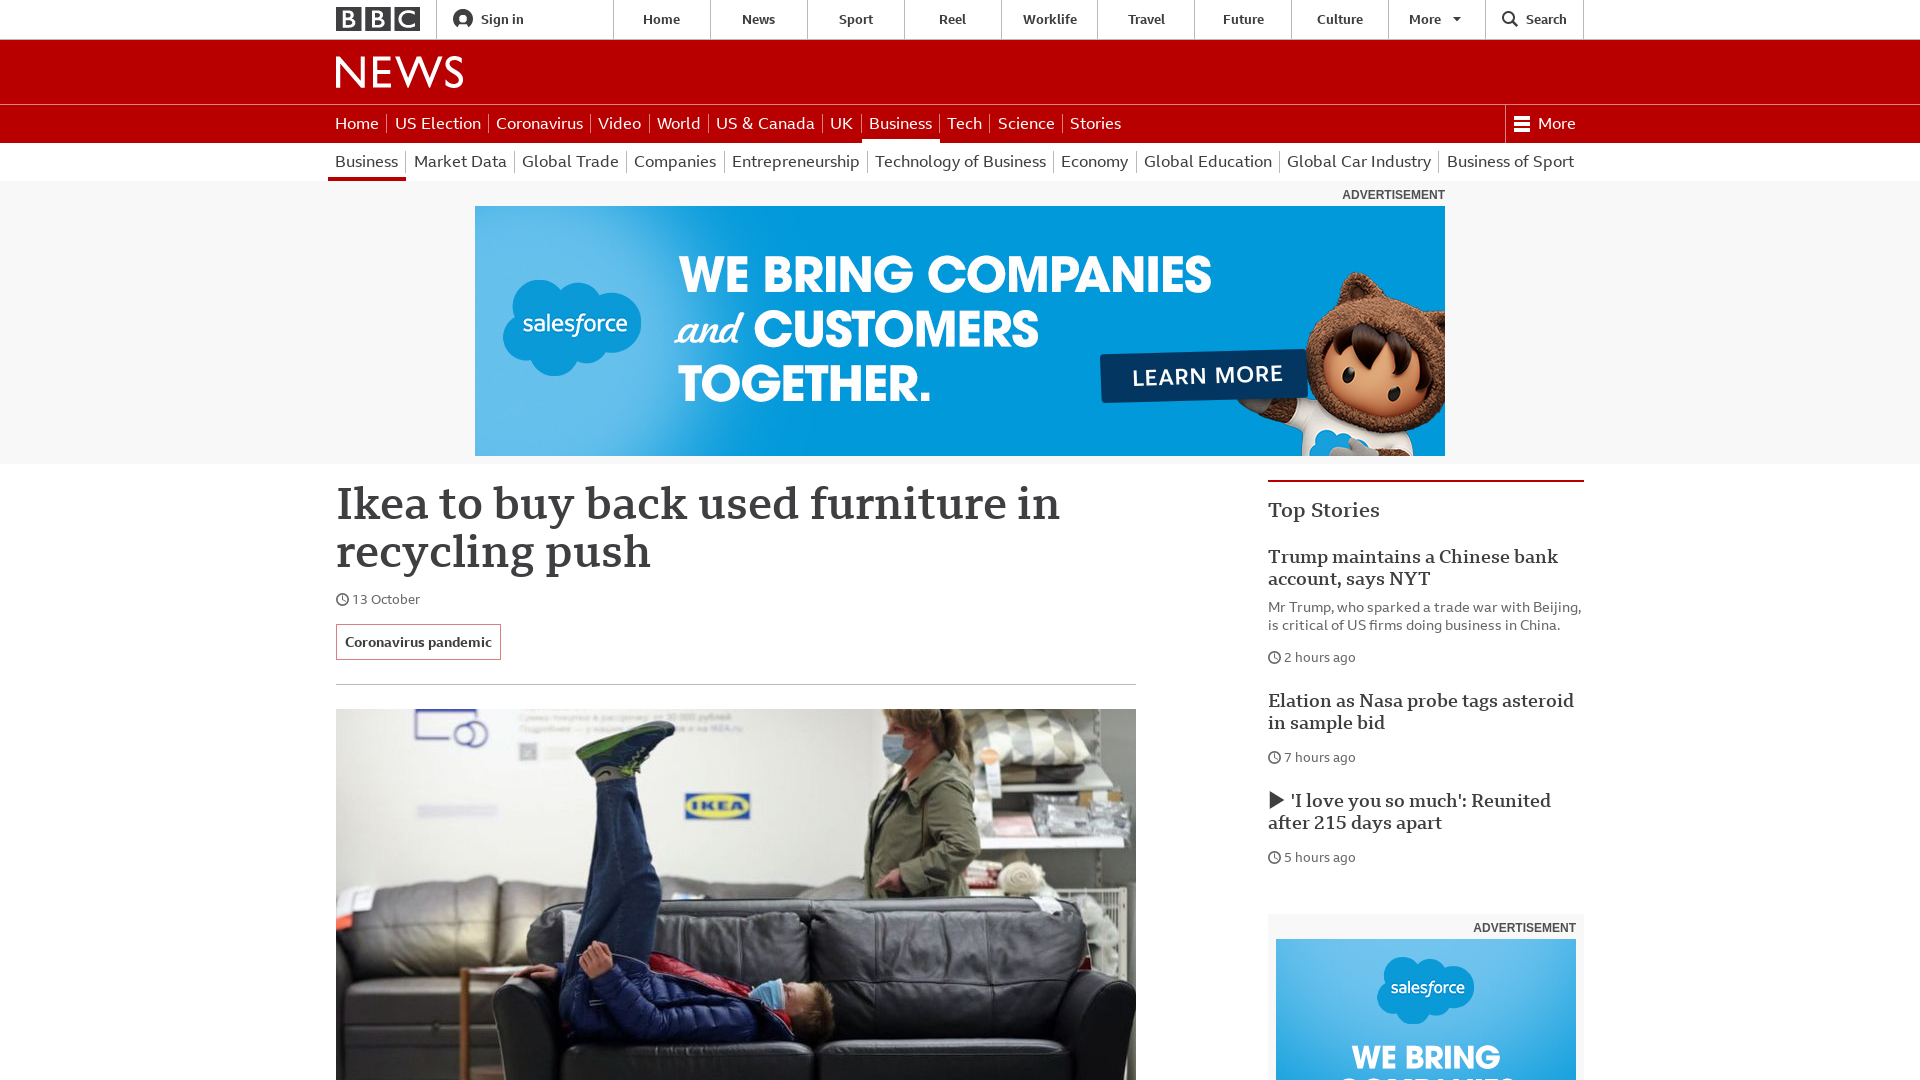 BBC
Sign in
Home
News
Sport
Reel
Worklife
Travel
Future
Culture
More
Search
NEWS
Home
US Election
Coronavirus
Video
World
US & Canada
UK
Business
Tech
Science
Stories
More
Business
Market Data
Global Trade
Companies
Entrepreneurship
Technology of Business
Economy
Global Education
Global Car Industry
Business of Sport
ADVERTISEMENT
salesforce
WE BRING COMPANIES
and CUSTOMERS
TOGETHER.
LEARN MORE
Ikea to buy back used furniture in
recycling push
13 October
Coronavirus pandemic
IKEA
Top Stories
Trump maintains a Chinese bank
account, says NYT
Mr Trump, who sparked a trade war with Beijing,
is critical of US firms doing business in China.
2 hours ago
Elation as Nasa probe tags asteroid
in sample bid
7 hours ago
'I love you so much': Reunited
after 215 days apart
5 hours ago
ADVERTISEMENT
salesforce
WE BRING